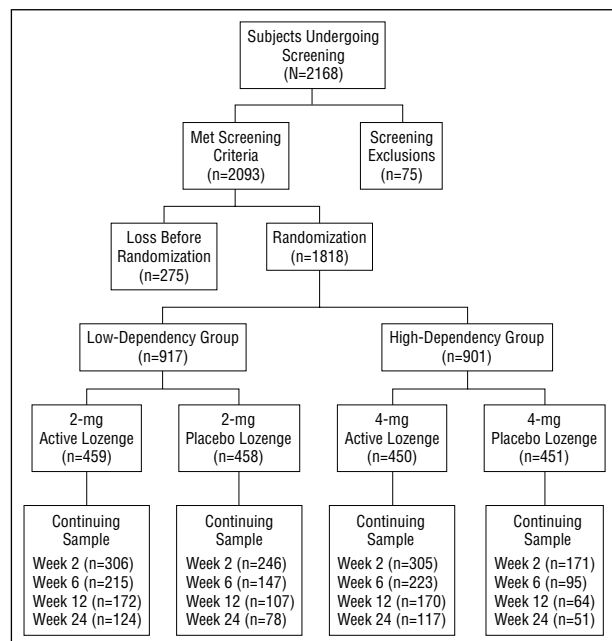 Subjects Undergoing
Screening
(N=2168)
Met Screening
Criteria
(n=2093)
Screening
Exclusions
(n=75)
Loss Before
Randomization
(n=275)
Randomization
(n=1818)
Low-Dependency Group
(n=917)
High-Dependency Group
(n=901)
2-mg
Active Lozenge
(n=459)
2-mg
Placebo Lozenge
(n=458)
4-mg
Active Lozenge
(n=450)
4-mg
Placebo Lozenge
(n=451)
Continuing
Sample
Week 2 (n=306)
Week 6 (n=215)
Week 12 (n=172)
Week 24 (n=124)
Continuing
Sample
Week 2 (n=246)
Week 6 (n=147)
Week 12 (n=107)
Week 24 (n=78)
Continuing
Sample
Week 2 (n=305)
Week 6 (n=223)
Week 12 (n=170)
Week 24 (n=117)
Continuing
Sample
Week 2 (n=171)
Week 6 (n=95)
Week 12 (n=64)
Week 24 (n=51)